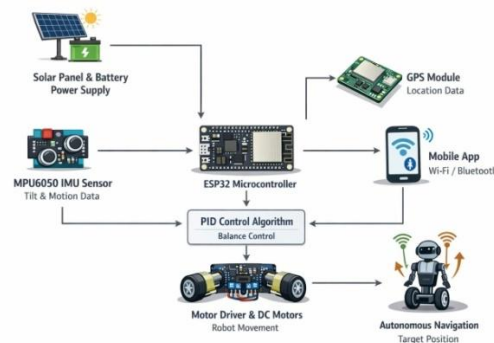 Solar Panel & Battery
Power Supply
GPS Module
Location Data
MPU6050 IMU Sensor
Tilt & Motion Data
ESP32 Microcontroller
Mobile App
Wi-Fi / Bluetooth
PID Control Algorithm
Balance Control
Motor Driver & DC Motors
Robot Movement
Autonomous Navigation
Target Position